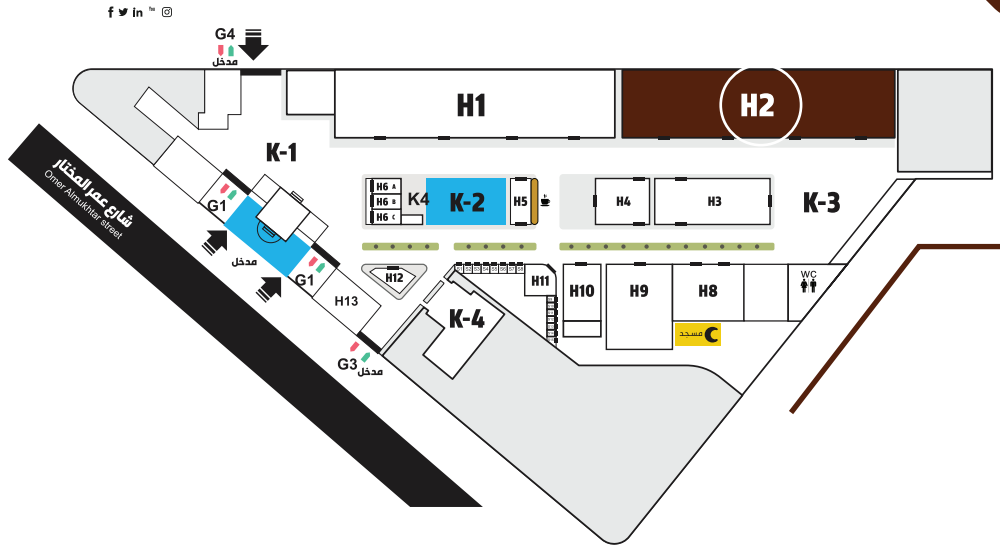 G4
مدخل
H1
H2
K-1
شارع عمر المختار
Omer Almukhtar street
G1
مدخل
G1
H6 A
H6 B
H6 C
K4
K-2
H5
H4
H3
K-3
H12
H13
G3
مدخل
K-4
H11
H10
H9
H8
WC
مسجد